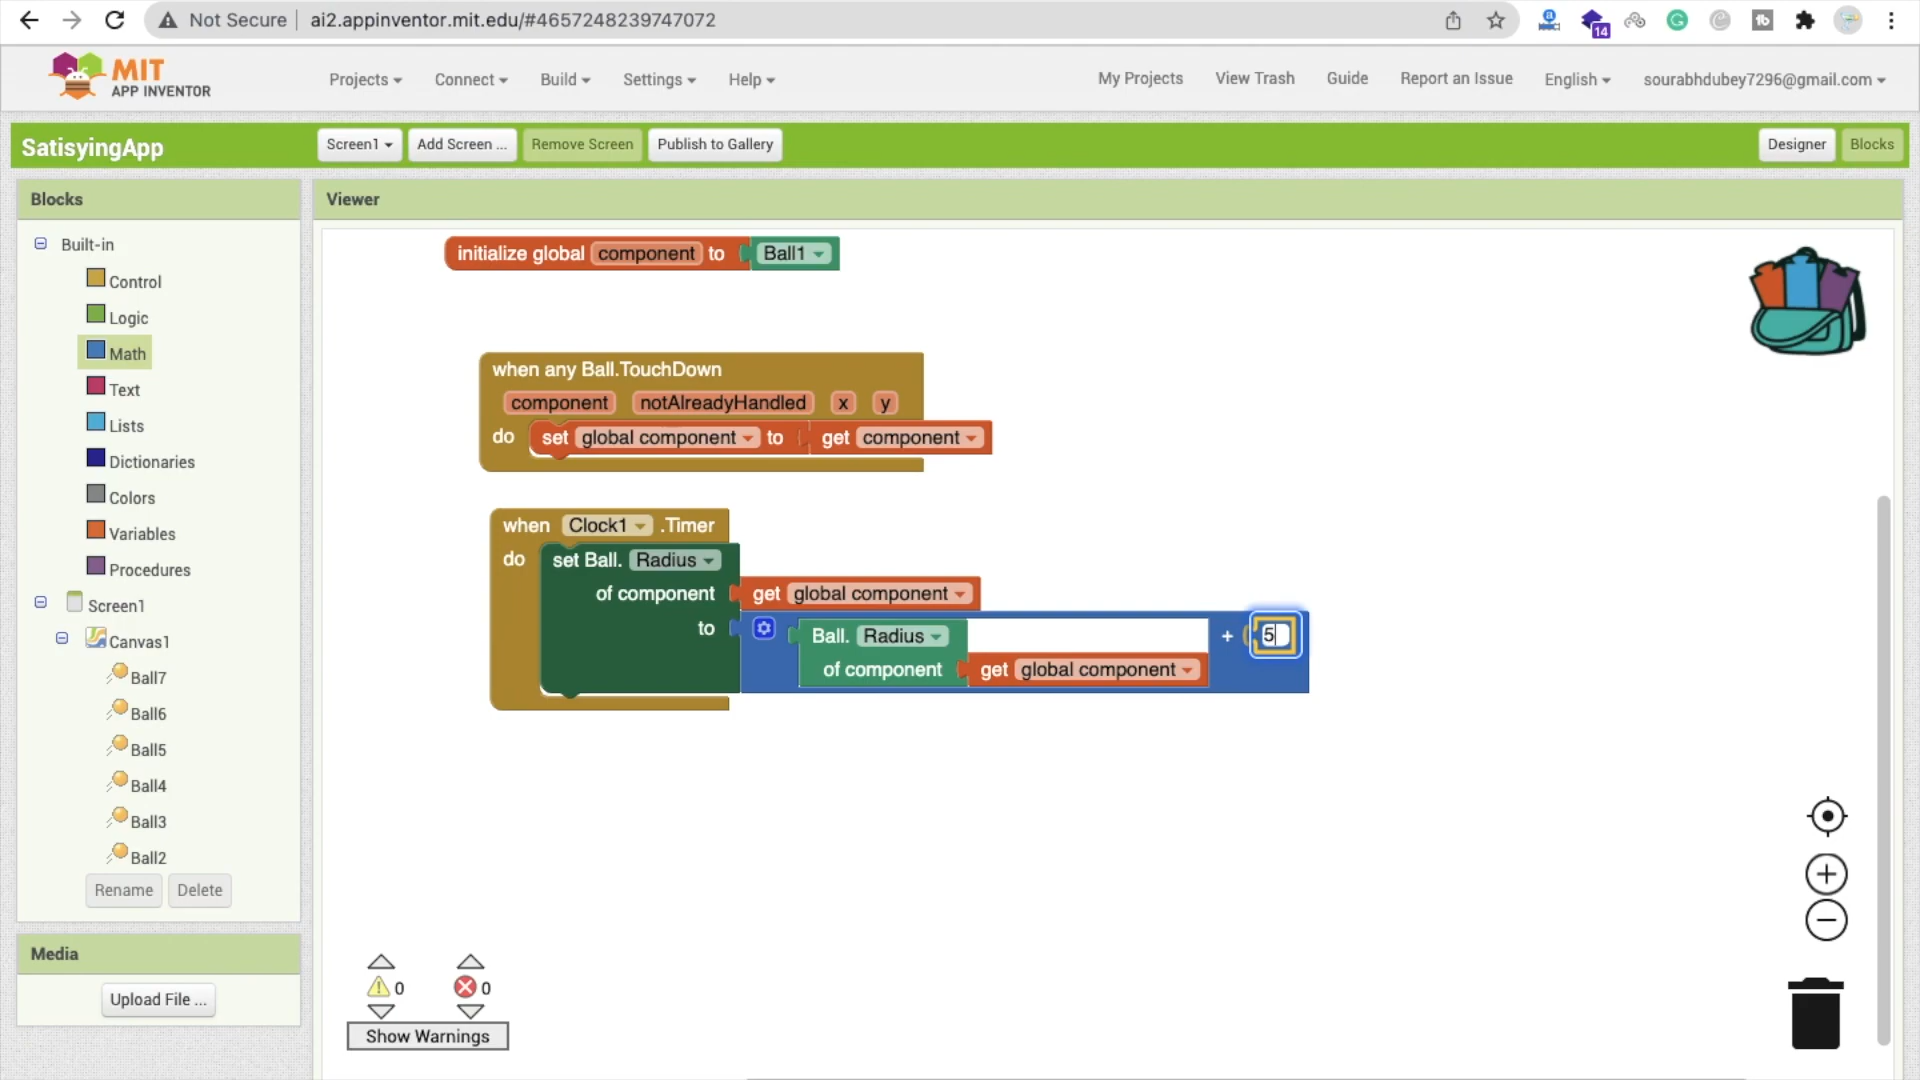 Not Secure
ai2.appinventor.mit.edu/#4657248239747072
14
MIT
APP INVENTOR
Projects
Connect
Build
Settings
Help
My Projects
View Trash
Guide
Report an Issue
English
sourabhdubey7296@gmail.com
SatisyingApp
Screen1
Add Screen ...
Remove Screen
Publish to Gallery
Designer
Blocks
Blocks
Viewer
Built-in
Control
Logic
Math
Text
Lists
Dictionaries
Colors
Variables
Procedures
Screen1
Canvas1
Ball7
Ball6
Ball5
Ball4
Ball3
Ball2
Rename
Delete
Media
Upload File ...
initialize global component to Ball1
when any Ball.TouchDown
component notAlreadyHandled x y
do set global component to get component
when Clock1 .Timer
do set Ball. Radius
of component get global component
to Ball. Radius + 5
of component get global component
0 0
Show Warnings